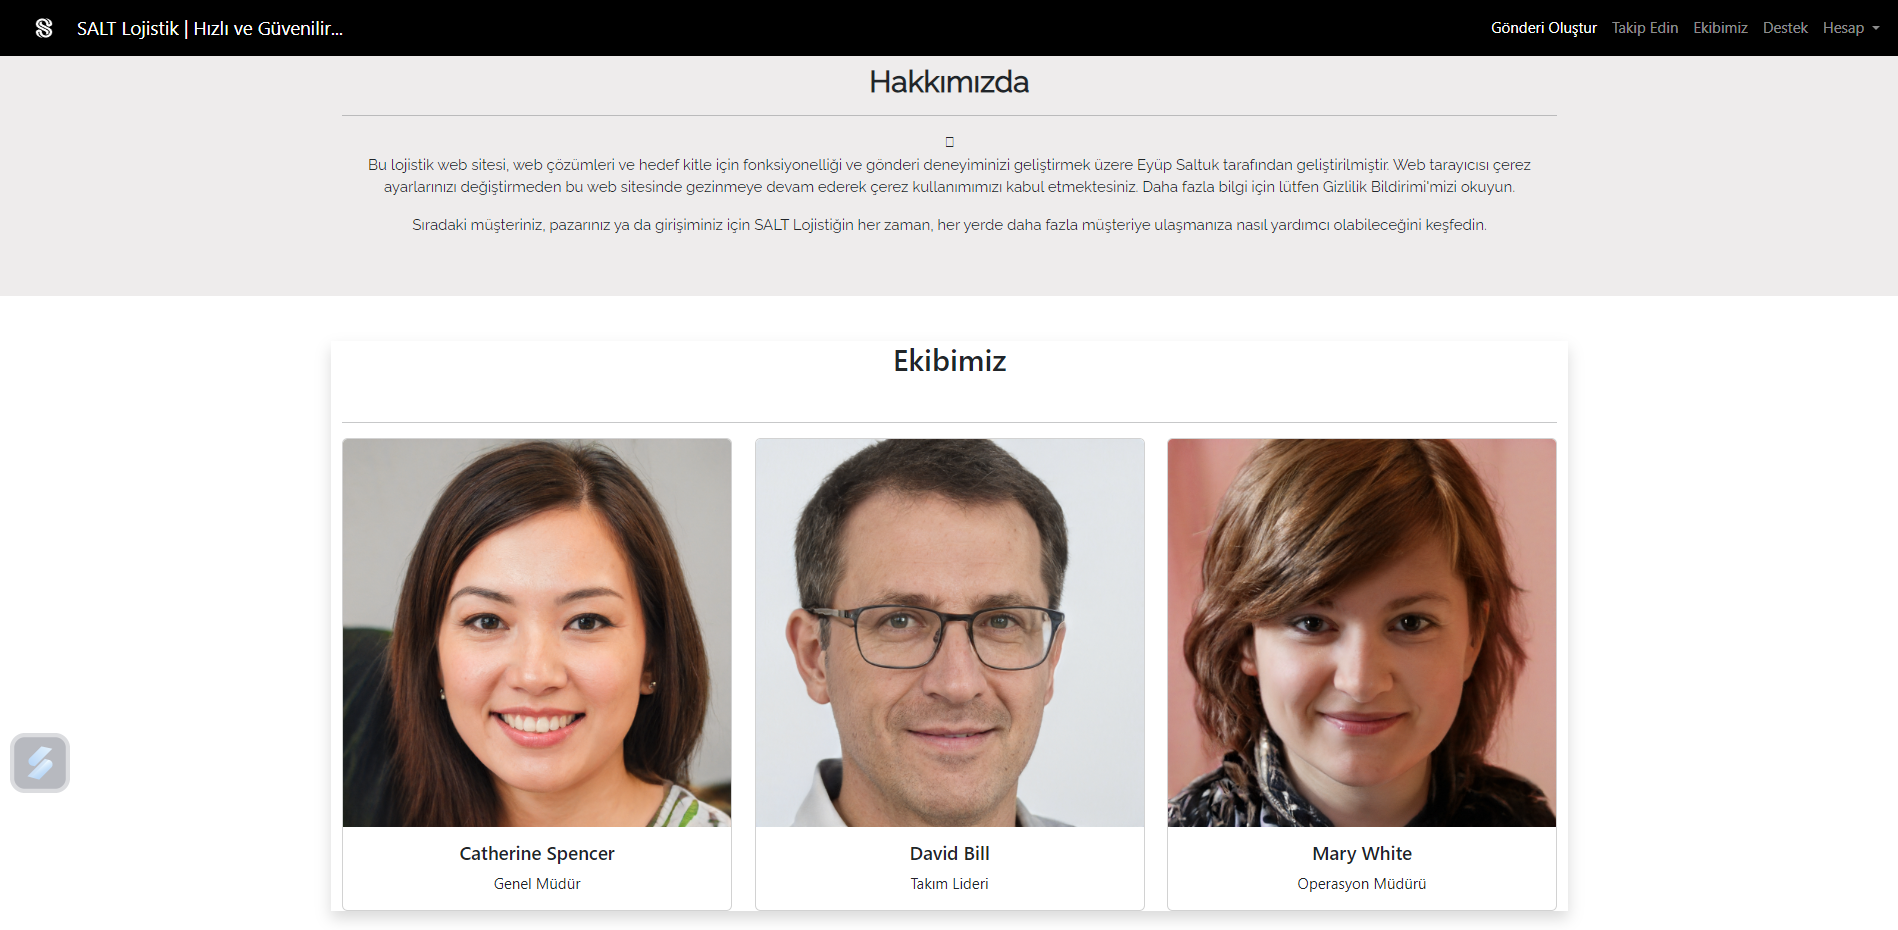 SALT Lojistik | Hızlı ve Güvenilir...
Gönderi Oluştur Takip Edin Ekibimiz Destek Hesap
Hakkımızda
Bu lojistik web sitesi, web çözümleri ve hedef kitle için fonksiyonelliği ve gönderi deneyiminizi geliştirmek üzere Eyüp Saltuk tarafından geliştirilmiştir. Web tarayıcısı çerez
ayarlarınızı değiştirmeden bu web sitesinde gezinmeye devam ederek çerez kullanımımızı kabul etmektesiniz. Daha fazla bilgi için lütfen Gizlilik Bildirimi'mizi okuyun.
Sıradaki müşteriniz, pazarınız ya da girişiminiz için SALT Lojistiğin her zaman, her yerde daha fazla müşteriye ulaşmanıza nasıl yardımcı olabileceğini keşfedin.
Ekibimiz
Catherine Spencer
Genel Müdür
David Bill
Takım Lideri
Mary White
Operasyon Müdürü